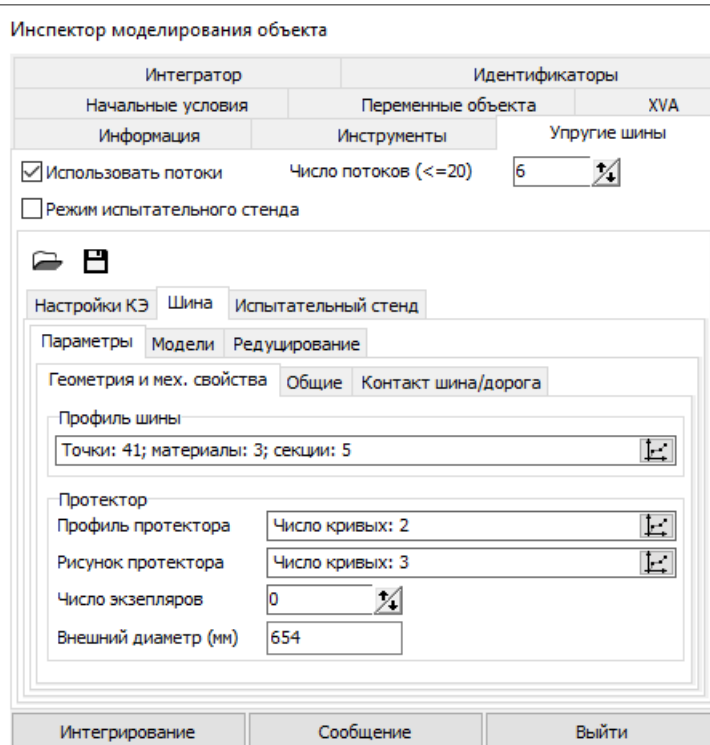 Инспектор моделирования объекта
Интегратор Идентификаторы
Начальные условия Переменные объекта XVA
Информация Инструменты Упругие шины
Использовать потоки Число потоков (<=20) 6
Режим испытательного стенда
Настройки КЭ Шина Испытательный стенд
Параметры Модели Редуцирование
Геометрия и мех. свойства Общие Контакт шина/дорога
Профиль шины
Точки: 41; материалы: 3; секции: 5
Протектор
Профиль протектора Число кривых: 2
Рисунок протектора Число кривых: 3
Число экзепляров 0
Внешний диаметр (мм) 654
Интегрирование Сообщение Выйти